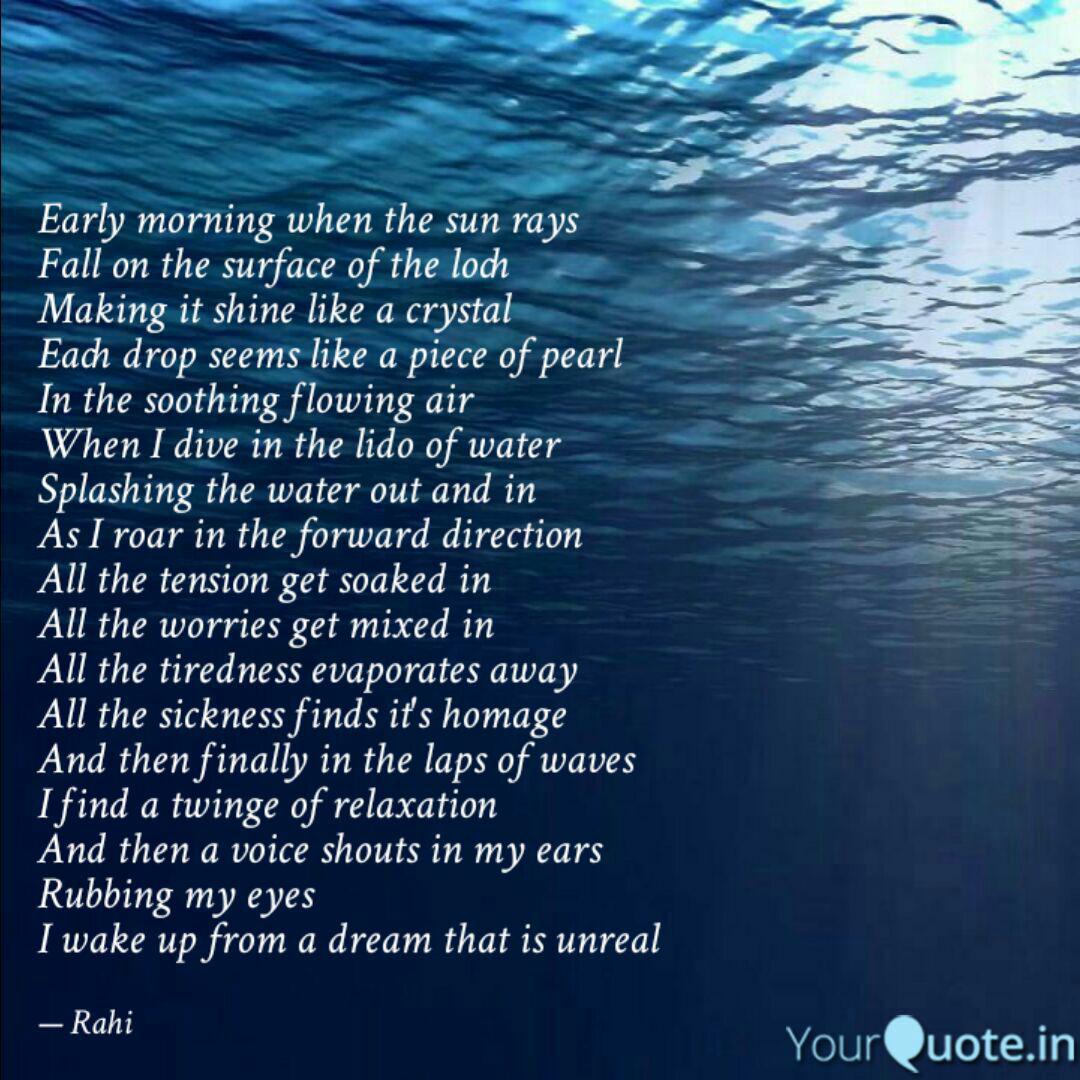 Early morning when the sun rays
Fall on the surface of the loch
Making it shine like a crystal
Each drop seems like a piece of pearl
In the soothing flowing air
When I dive in the lido of water
Splashing the water out and in
As I roar in the forward direction
All the tension get soaked in
All the worries get mixed in
All the tiredness evaporates away
All the sickness finds it's homage
And then finally in the laps of waves
I find a twinge of relaxation
And then a voice shouts in my ears
Rubbing my eyes
I wake up from a dream that is unreal
— Rahi
YourQuote.in